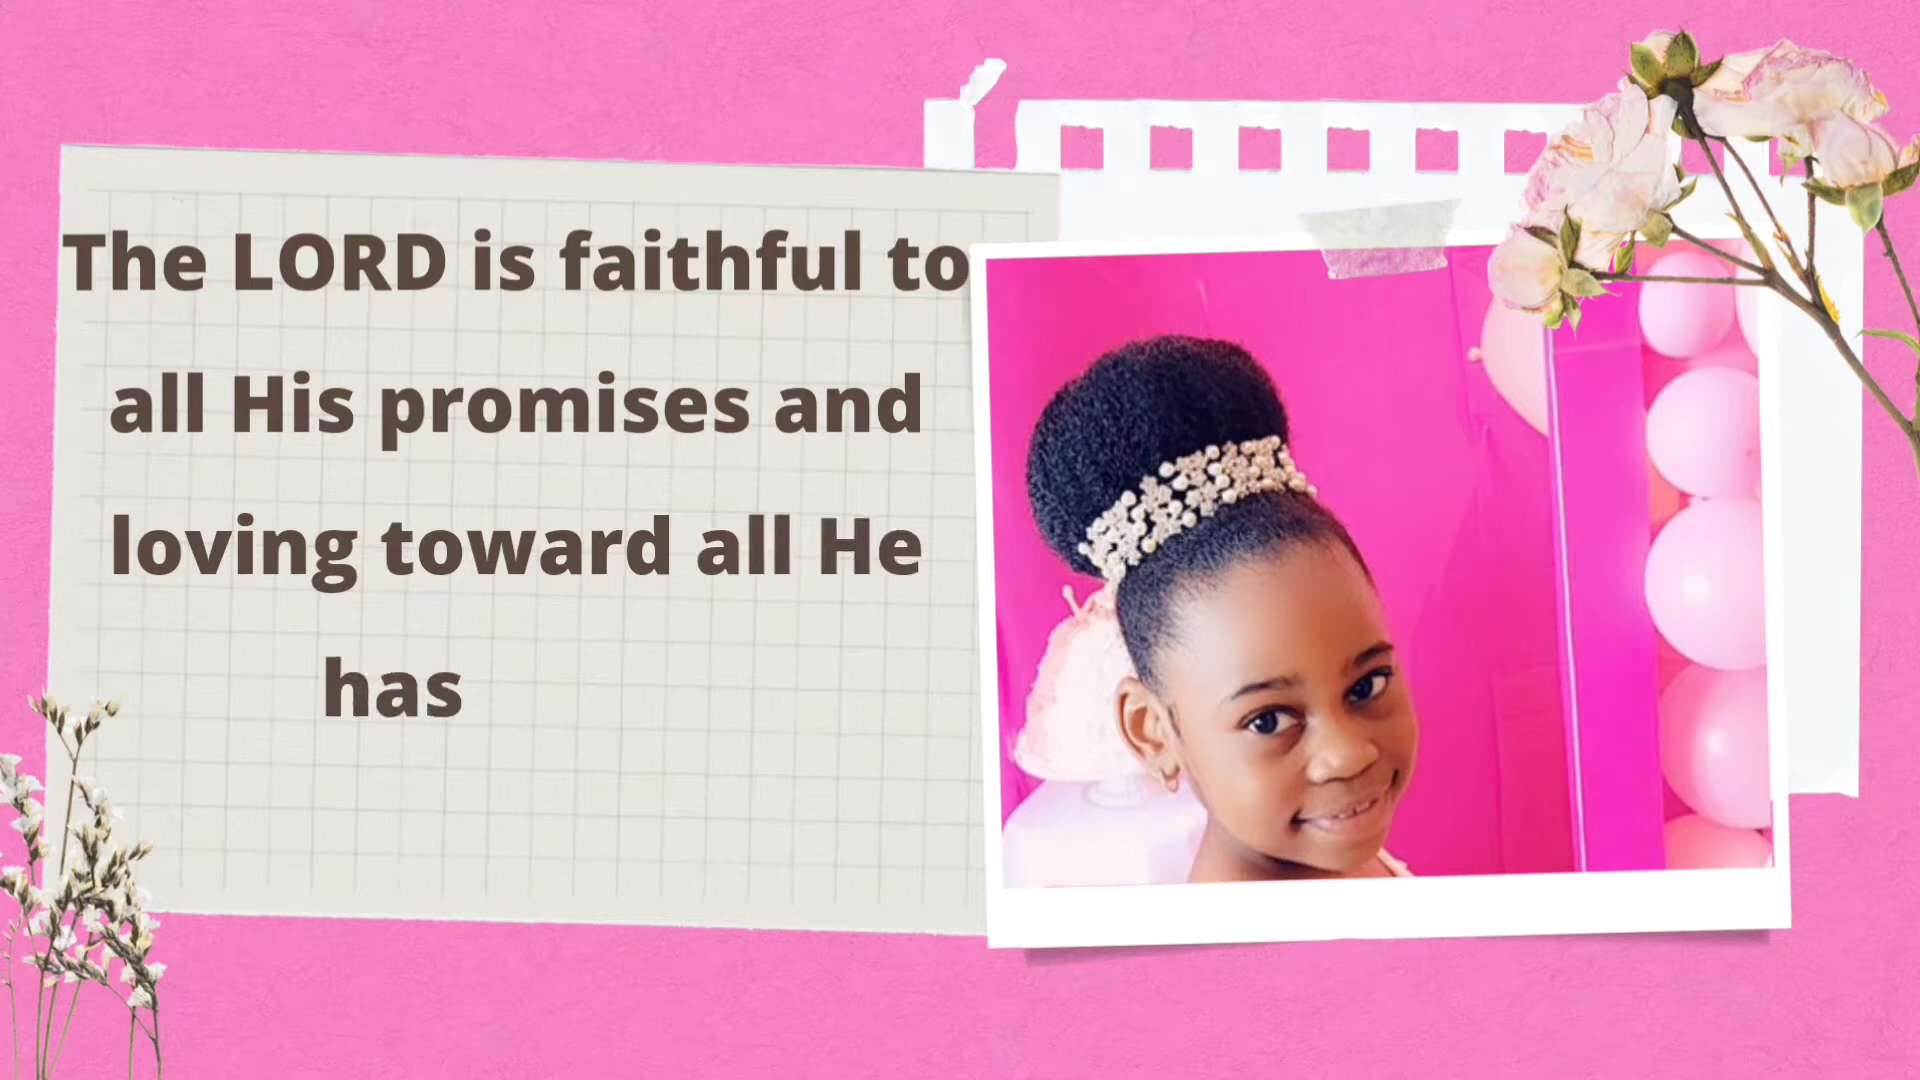 The LORD is faithful to
all His promises and
loving toward all He
has